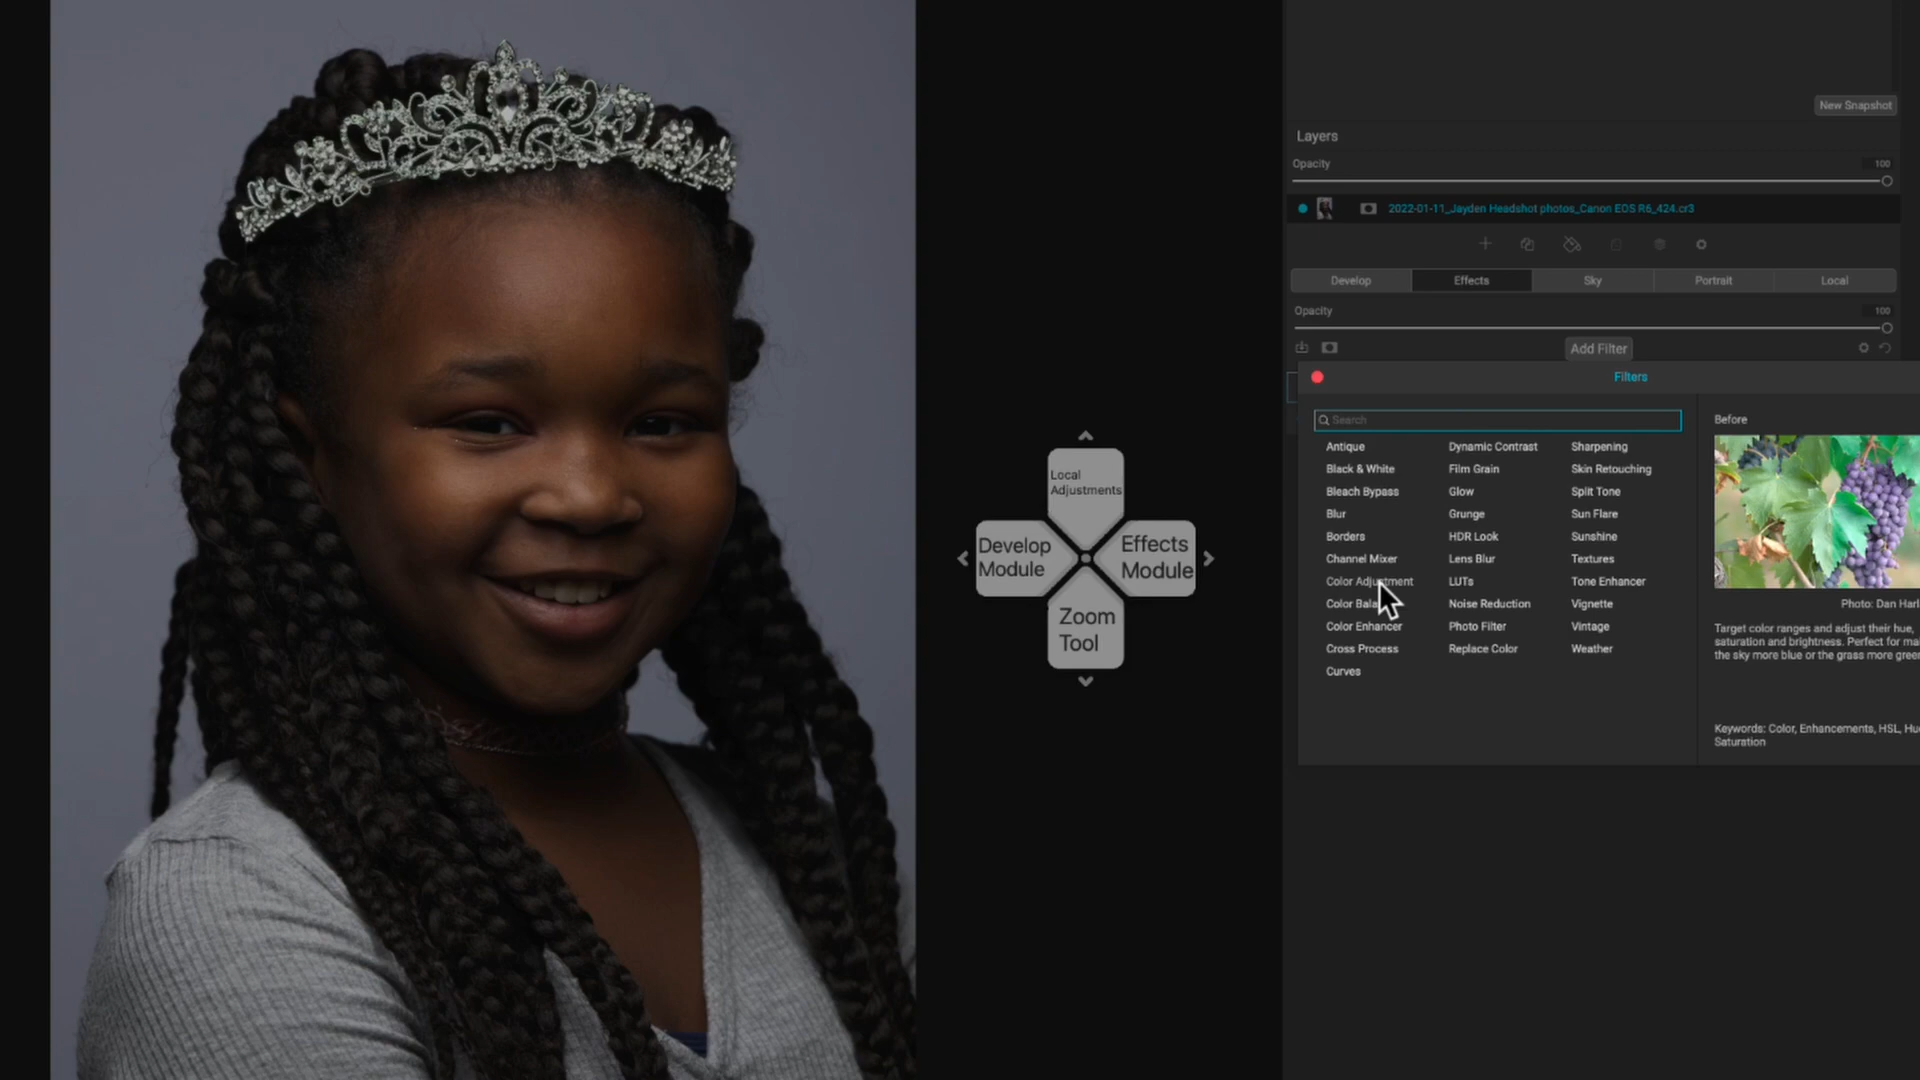 New Snapshot
Layers
Opacity
100
2022-01-11_Jayden Headshot photos_Canon EOS R6_424.cr3
Develop
Effects
Sky
Portrait
Local
Opacity
100
Add Filter
Filters
Search
Antique
Black & White
Bleach Bypass
Blur
Borders
Channel Mixer
Color Adjustment
Color
Color Enhancer
Cross Process
Curves
Dynamic Contrast
Film Grain
Glow
Grunge
HDR Look
Lens Blur
LUTs
Noise Reduction
Photo Filter
Replace Color
Sharpening
Skin Retouching
Split Tone
Sun Flare
Sunshine
Textures
Tone Enhancer
Vignette
Vintage
Weather
Before
Photo: Dan
Target color ranges and adjust their hue,
saturation and brightness. Perfect for
the sky more blue or the grass more
Keywords: Color, Enhancements, HSL,
Saturation
Local
Adjustments
Develop
Module
Effects
Module
Zoom
Tool